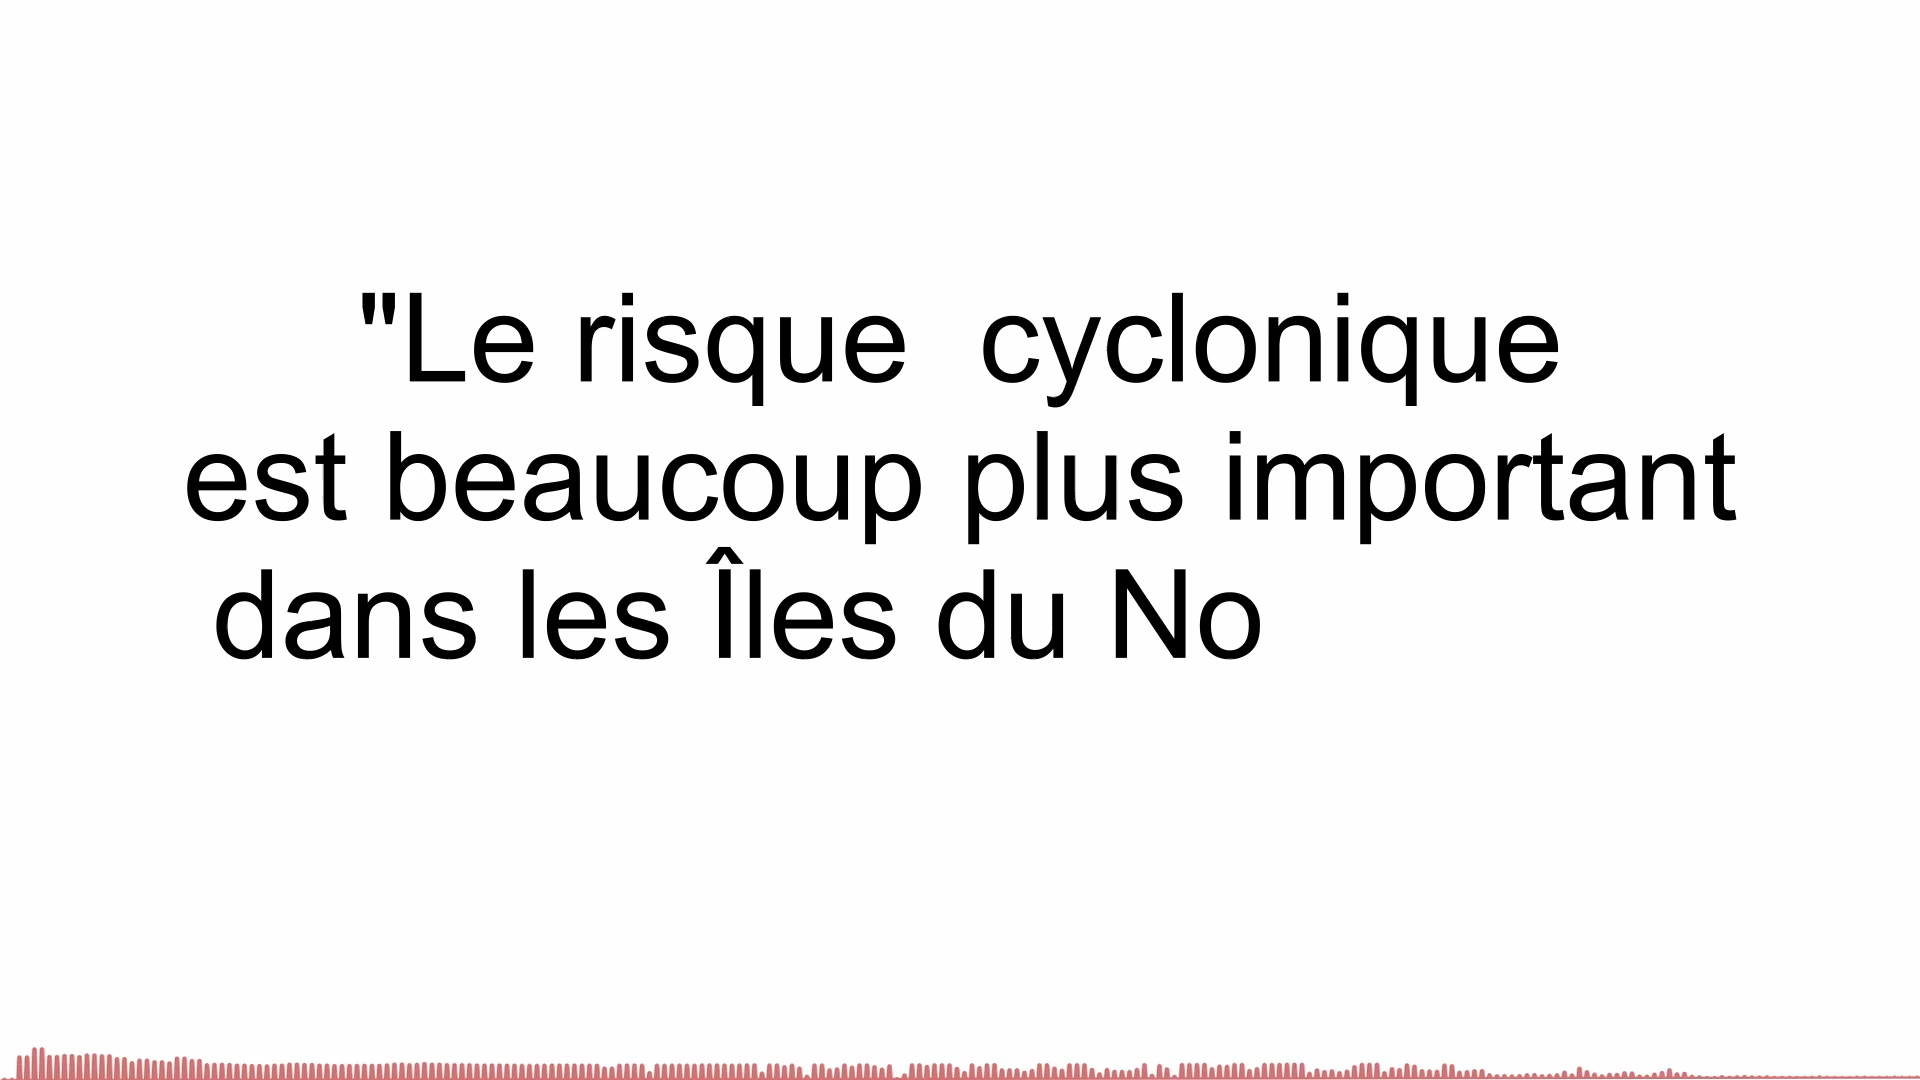 "Le risque  cyclonique
est beaucoup plus important
dans les Îles du No